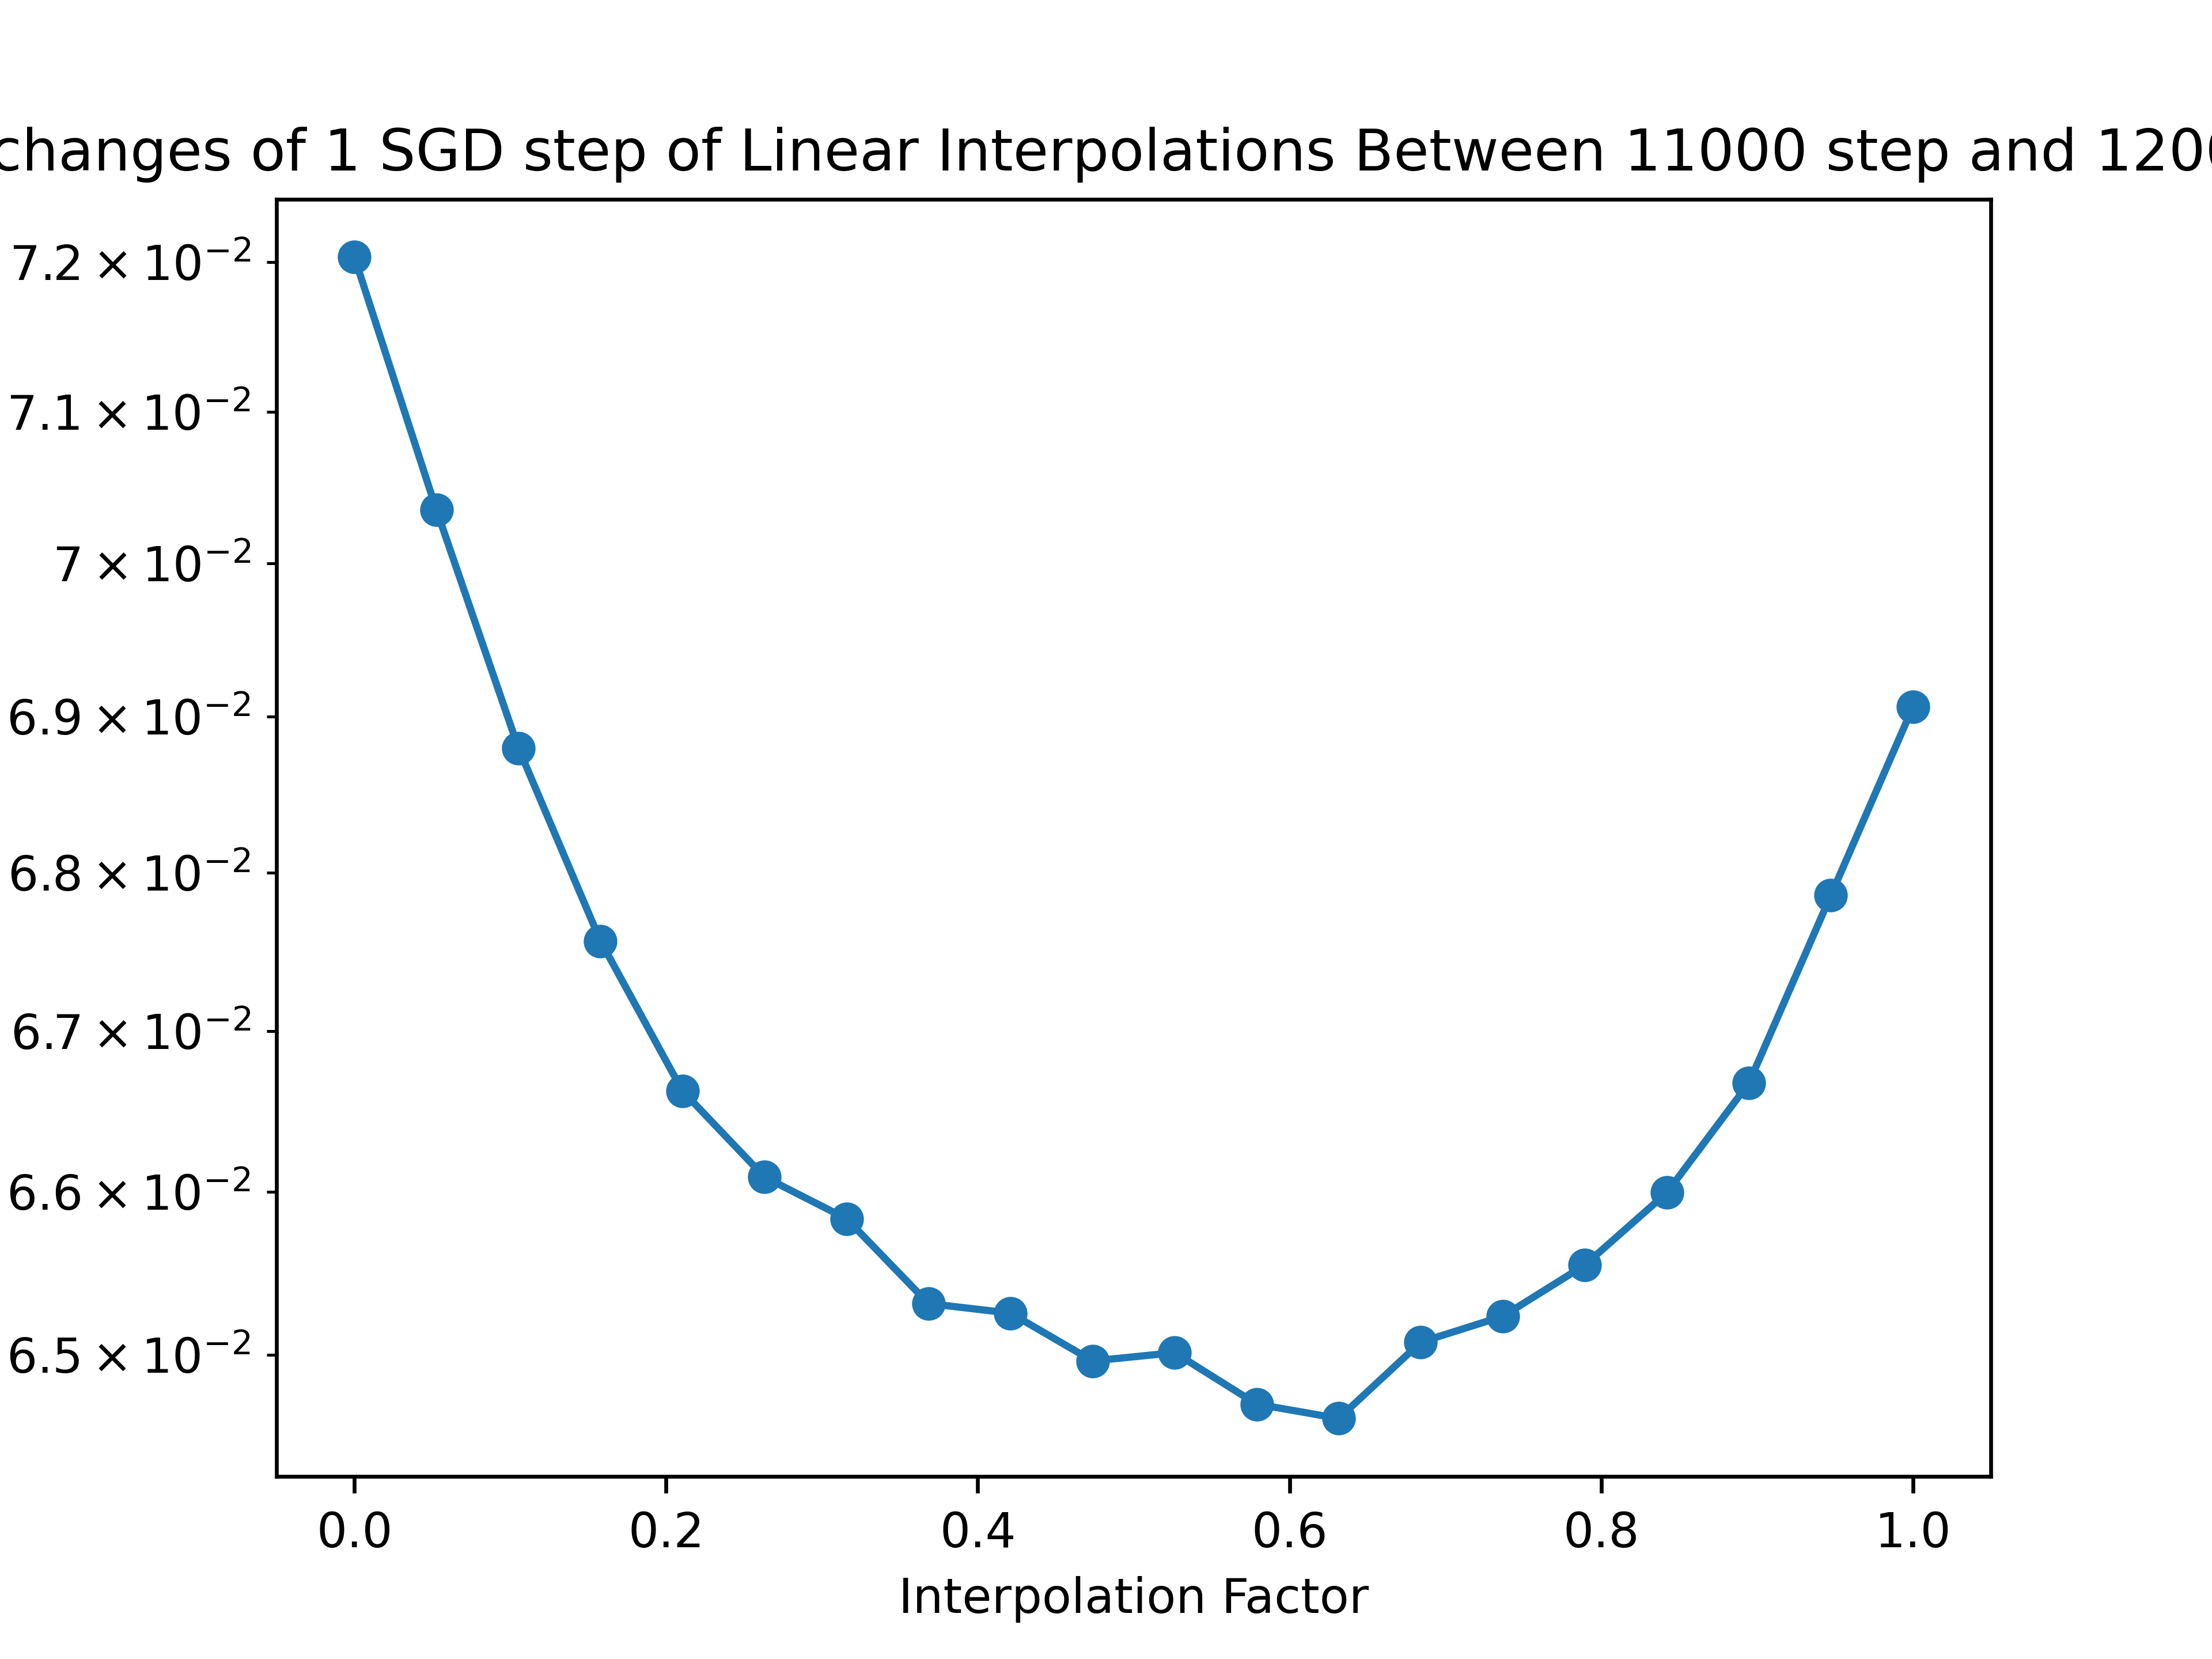 changes of 1 SGD step of Linear Interpolations Between 11000 step and 120
7.2 × 10⁻²
7.1 × 10⁻²
7 × 10⁻²
6.9 × 10⁻²
6.8 × 10⁻²
6.7 × 10⁻²
6.6 × 10⁻²
6.5 × 10⁻²
0.0 0.2 0.4 0.6 0.8 1.0
Interpolation Factor